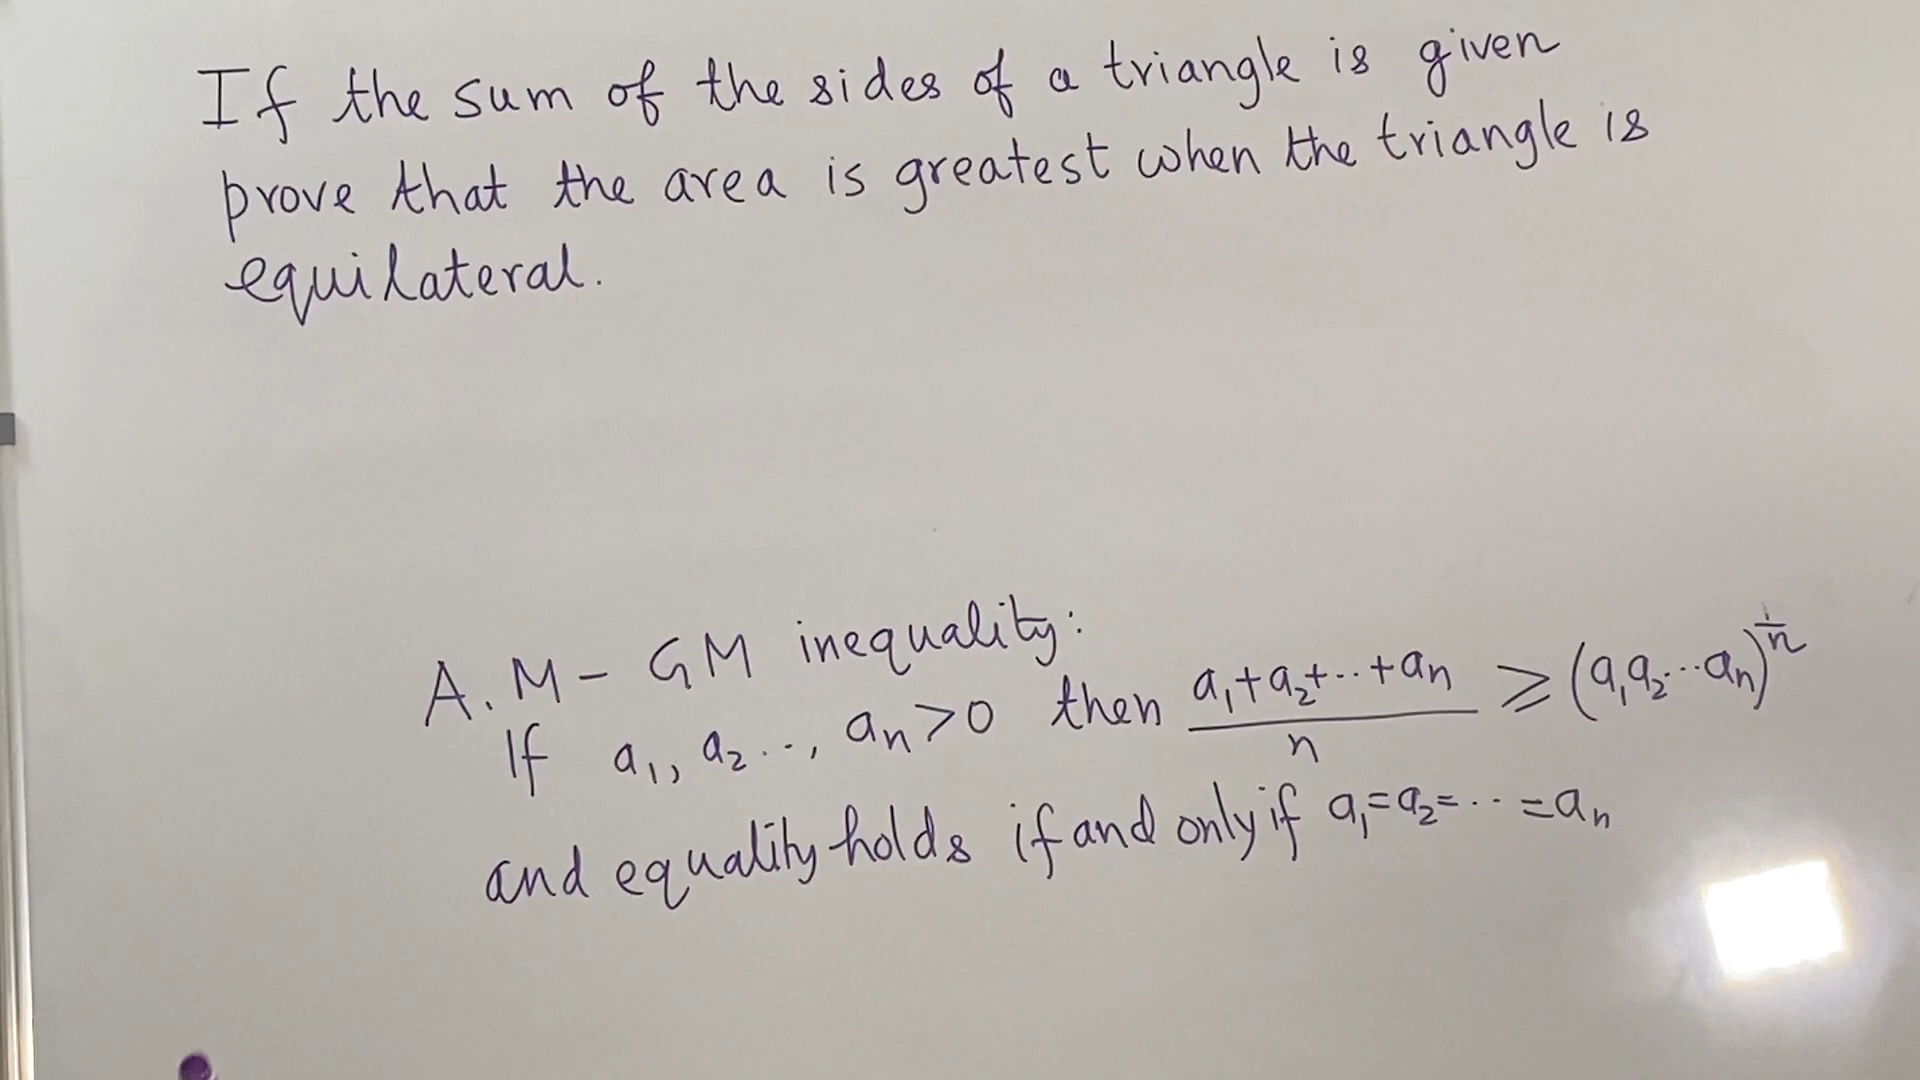 If the sum of the sides of a triangle is given
prove that the area is greatest when the triangle is
equilateral.
A.M - GM inequality:
If a₁, a₂ ..., aₙ > 0 then (a₁+a₂+...+aₙ)/n ≥ (a₁a₂...aₙ)^(1/n)
and equality holds if and only if a₁=a₂=...=aₙ